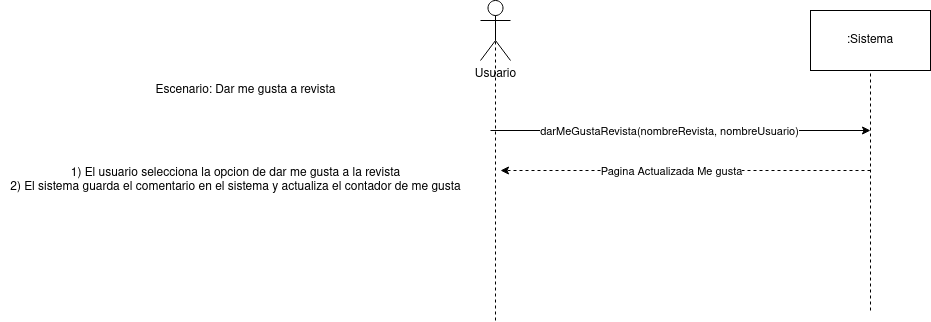 Usuario
:Sistema
Escenario: Dar me gusta a revista
darMeGustaRevista(nombreRevista, nombreUsuario)
1) El usuario selecciona la opcion de dar me gusta a la revista
2) El sistema guarda el comentario en el sistema y actualiza el contador de me gusta
Pagina Actualizada Me gusta